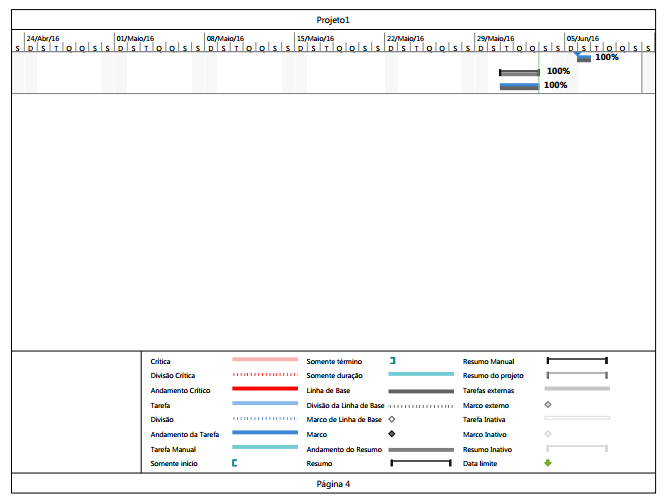 Projeto1
24/Abr/16 01/Maio/16 08/Maio/16 15/Maio/16 22/Maio/16 29/Maio/16 05/Jun/16
S D S T Q Q S S D S T Q Q S S D S T Q Q S S D S T Q Q S S D S T Q Q S S D S T Q Q S S D S T Q Q S S
100%
100%
100%
Crítica Somente término Resumo Manual
Divisão Crítica Somente duração Resumo do projeto
Andamento Crítico Linha de Base Tarefas externas
Tarefa Divisão da Linha de Base Marco externo
Divisão Marco de Linha de Base Tarefa Inativa
Andamento da Tarefa Marco Marco Inativo
Tarefa Manual Andamento do Resumo Resumo Inativo
Somente início Resumo Data limite
Página 4